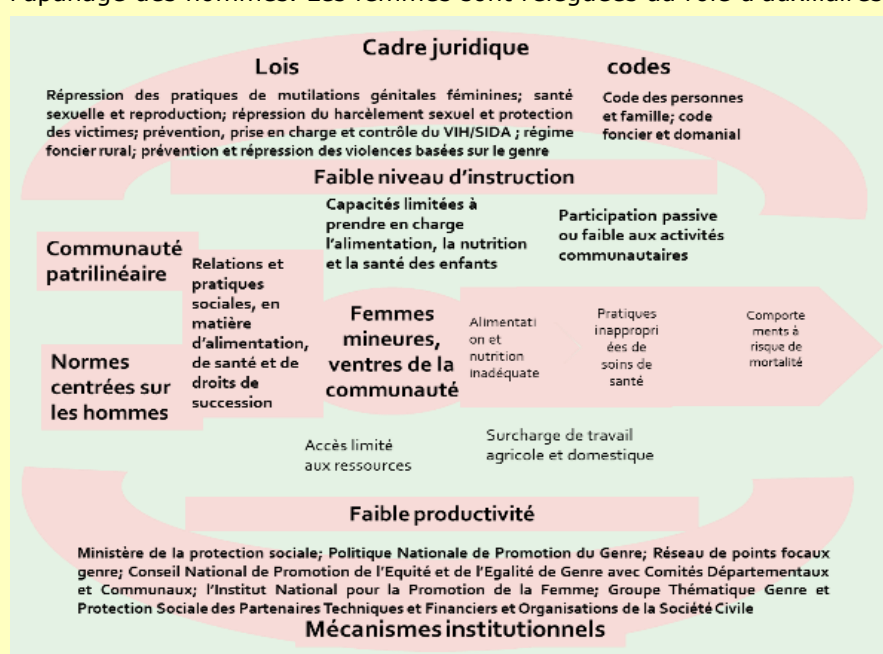 l'apanage des hommes. Les femmes sont reléguées au rôle d'auxiliaires
Cadre juridique
Lois
codes
Répression des pratiques de mutilations génitales féminines; santé
sexuelle et reproduction; répression du harcèlement sexuel et protection
des victimes; prévention, prise en charge et contrôle du VIH/SIDA ; régime
foncier rural; prévention et répression des violences basées sur le genre
Code des personnes
et famille; code
foncier et domanial
Faible niveau d'instruction
Capacités limitées à
prendre en charge
l'alimentation, la nutrition
et la santé des enfants
Participation passive
ou faible aux activités
communautaires
Communauté
patrilinéaire
Normes
centrées sur
les hommes
Relations et
pratiques
sociales, en
matière
d'alimentation,
de santé et de
droits de
succession
Femmes
mineures,
ventres de la
communauté
Alimentati
on et
nutrition
inadéquate
Pratiques
inappropri
ées de
soins de
santé
Comporte
ments à
risque de
mortalité
Accès limité
aux ressources
Surcharge de travail
agricole et domestique
Faible productivité
Ministère de la protection sociale; Politique Nationale de Promotion du Genre; Réseau de points focaux
genre; Conseil National de Promotion de l'Equité et de l'Egalité de Genre avec Comités Départementaux
et Communaux; l'Institut National pour la Promotion de la Femme; Groupe Thématique Genre et
Protection Sociale des Partenaires Techniques et Financiers et Organisations de la Société Civile
Mécanismes institutionnels